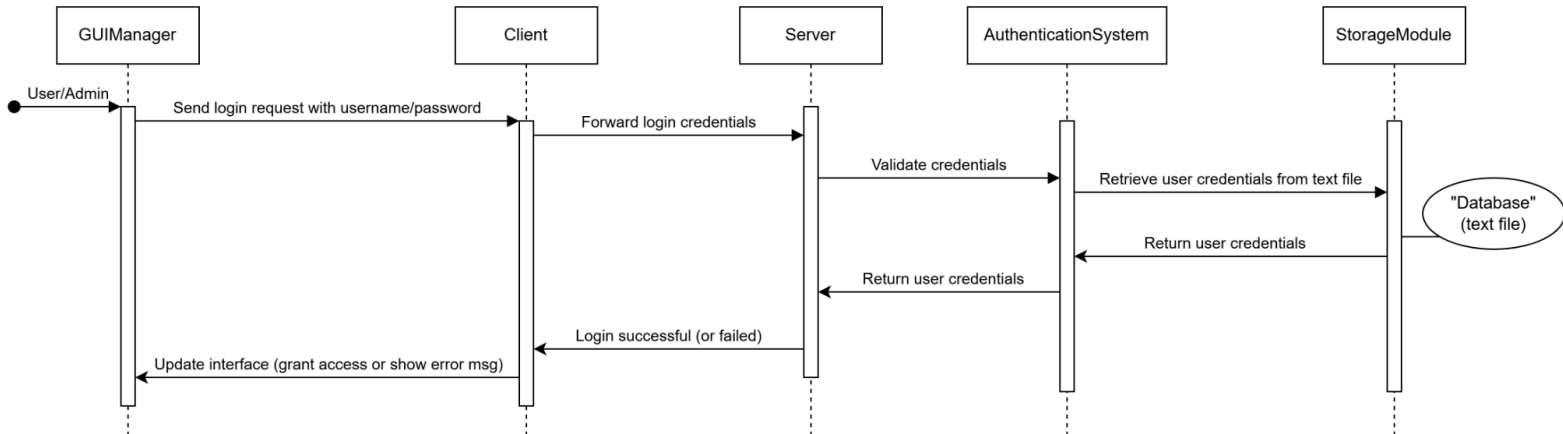 GUIManager
Client
Server
AuthenticationSystem
StorageModule
User/Admin
Send login request with username/password
Forward login credentials
Validate credentials
Retrieve user credentials from text file
"Database"
(text file)
Return user credentials
Return user credentials
Login successful (or failed)
Update interface (grant access or show error msg)